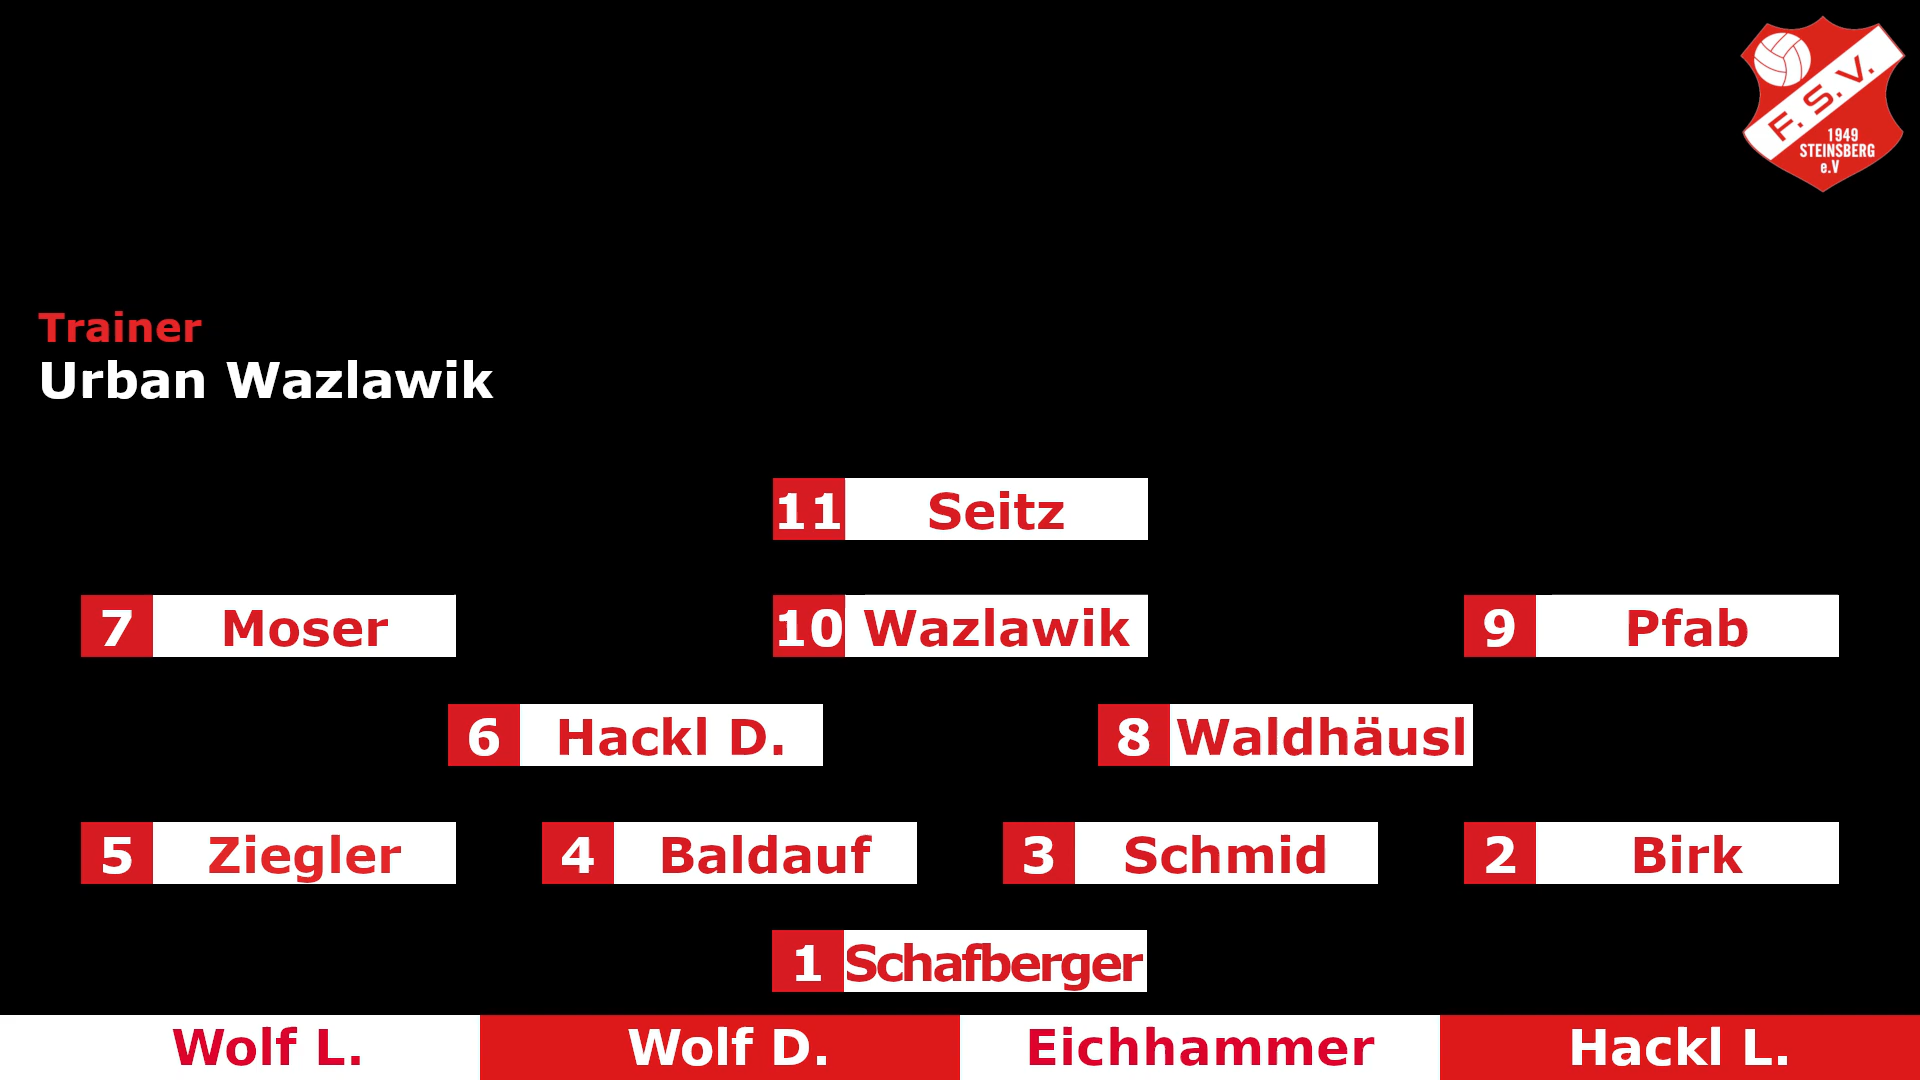 F. S. V.
1949
STEINSBERG
e.V
Trainer
Urban Wazlawik
11 Seitz
7 Moser
10 Wazlawik
9 Pfab
6 Hackl D.
8 Waldhäusl
5 Ziegler
4 Baldauf
3 Schmid
2 Birk
1 Schafberger
Wolf L.
Wolf D.
Eichhammer
Hackl L.